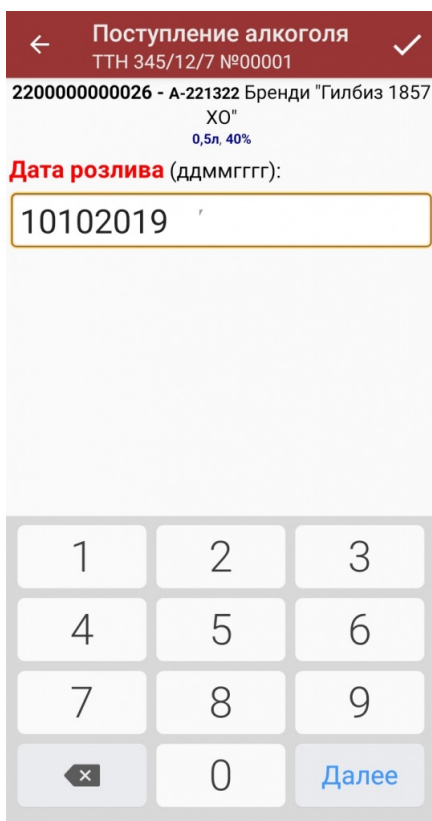 Поступление алкоголя
ТТН 345/12/7 №00001
2200000000026 - А-221322 Бренди "Гилбиз 1857
ХО"
0,5л, 40%
Дата розлива (ддммгггг):
10102019
1 2 3
4 5 6
7 8 9
0 Далее